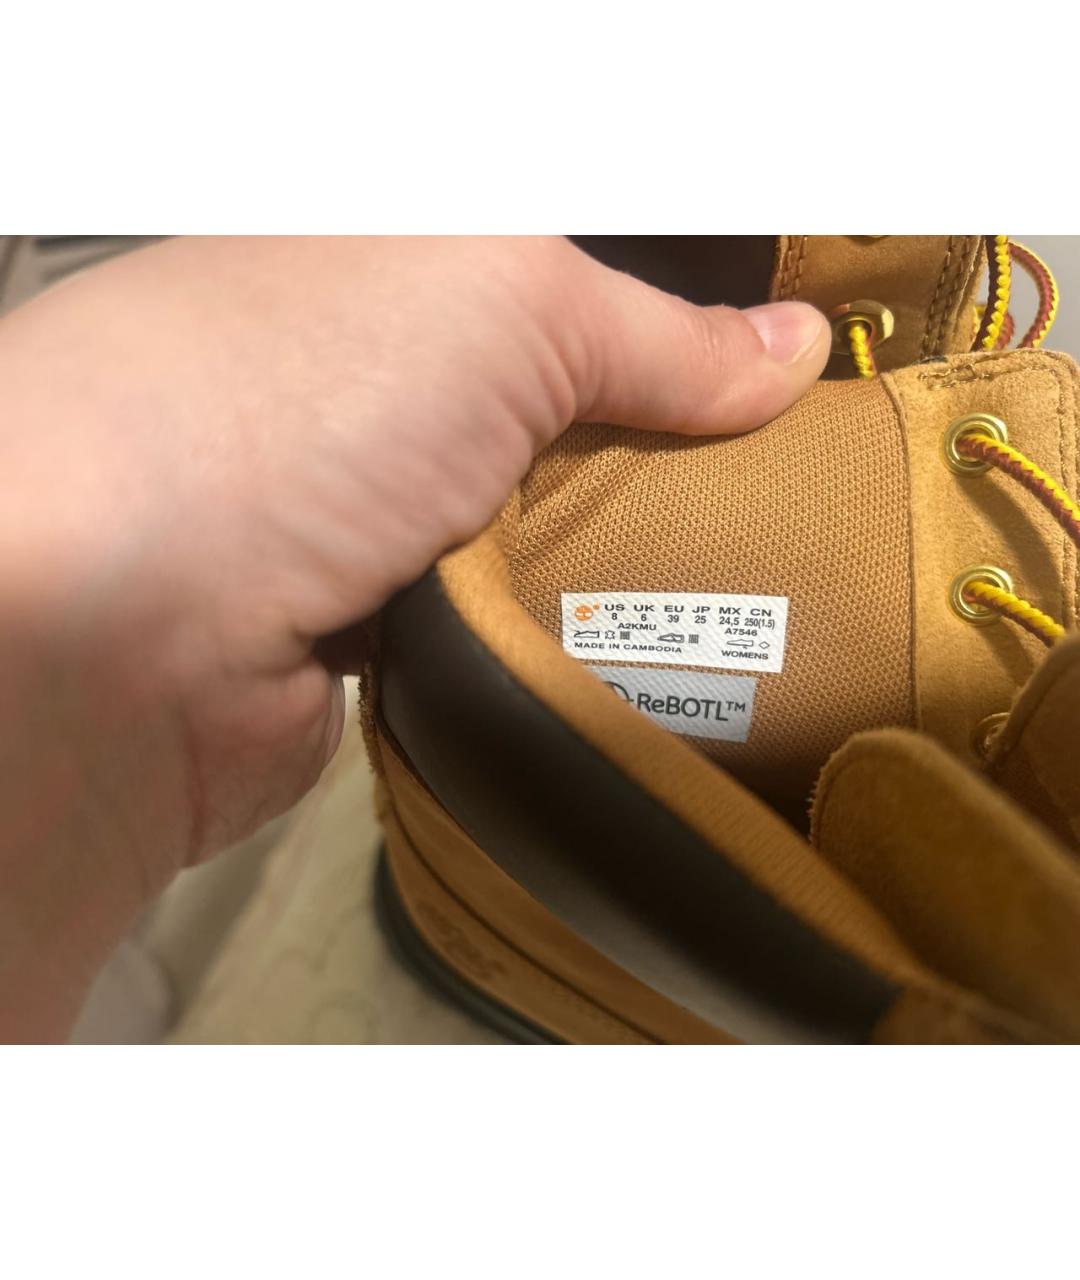 US UK EU JP MX CN
8 6 39 25 24,5 250(1.5)
A2KMU A7546
MADE IN CAMBODIA WOMENS
ReBOTL™